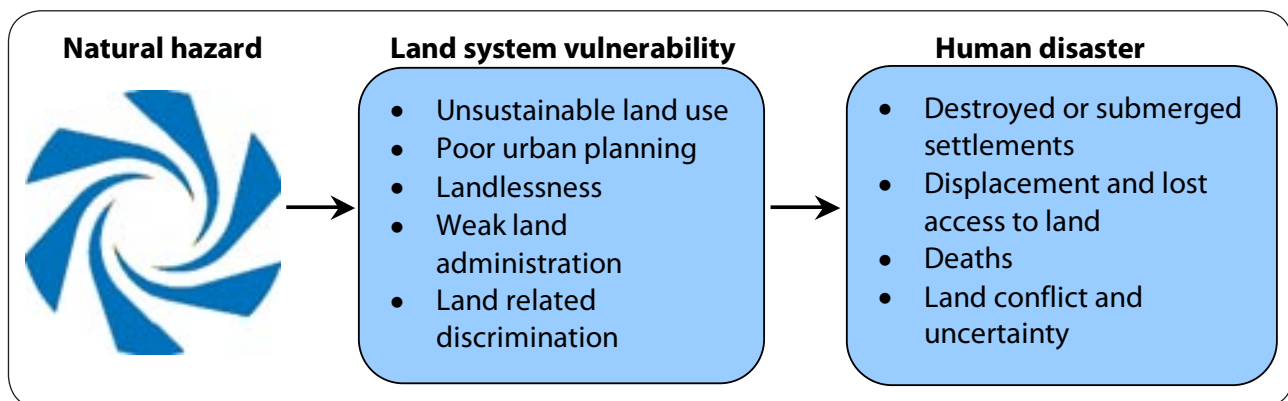 Natural hazard
Land system vulnerability
• Unsustainable land use
• Poor urban planning
• Landlessness
• Weak land
administration
• Land related
discrimination
Human disaster
• Destroyed or submerged
settlements
• Displacement and lost
access to land
• Deaths
• Land conflict and
uncertainty